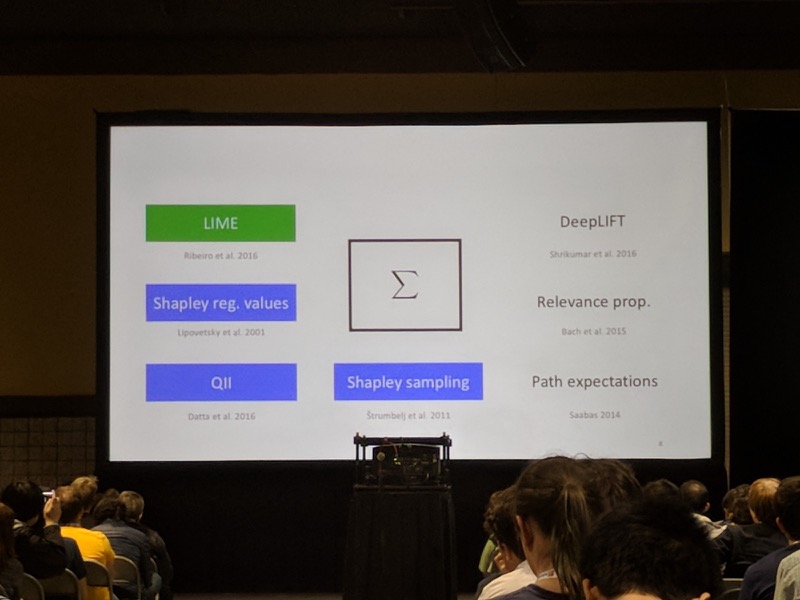 LIME
Ribeiro et al. 2016
Shapley reg. values
Lipovetsky et al. 2001
QII
Datta et al. 2016
Σ
Shapley sampling
Štrumbelj et al. 2011
DeepLIFT
Shrikumar et al. 2016
Relevance prop.
Bach et al. 2015
Path expectations
Saabas 2014